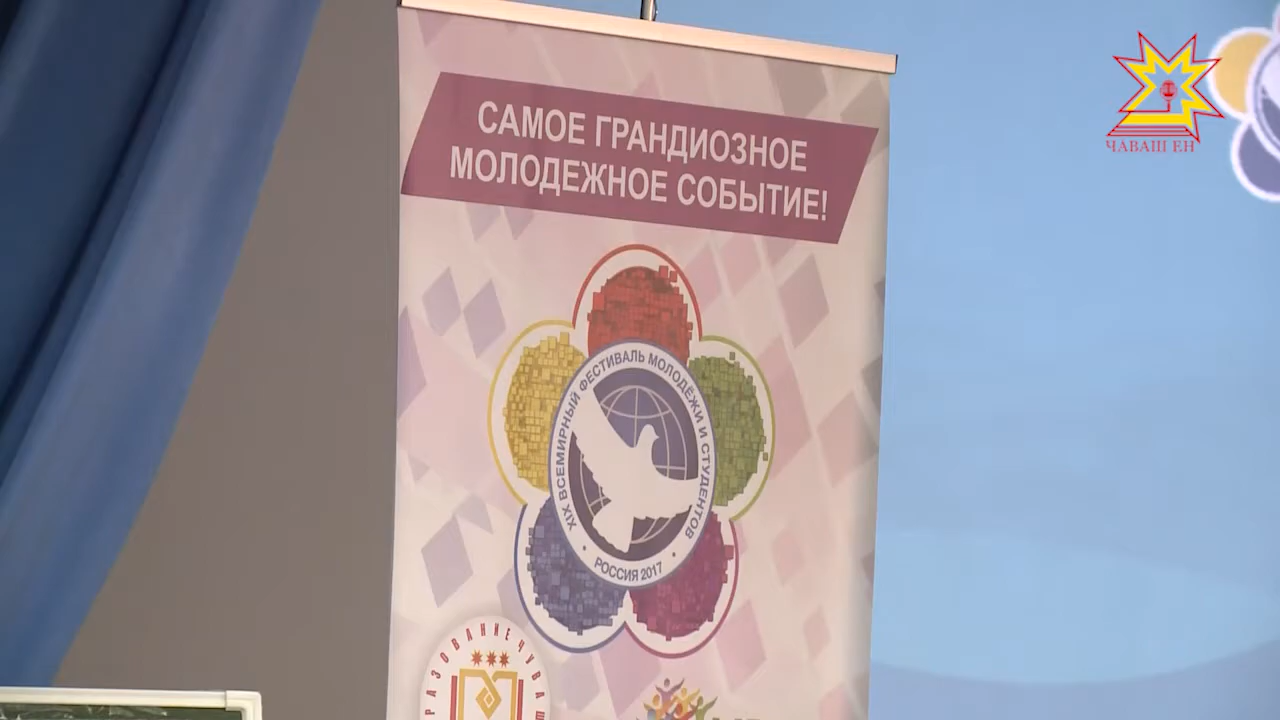 САМОЕ ГРАНДИОЗНОЕ
МОЛОДЕЖНОЕ СОБЫТИЕ!
ЧАВАШ ЕН
XIX ВСЕМИРНЫЙ ФЕСТИВАЛЬ МОЛОДЁЖИ И СТУДЕНТОВ
• РОССИЯ 2017 •